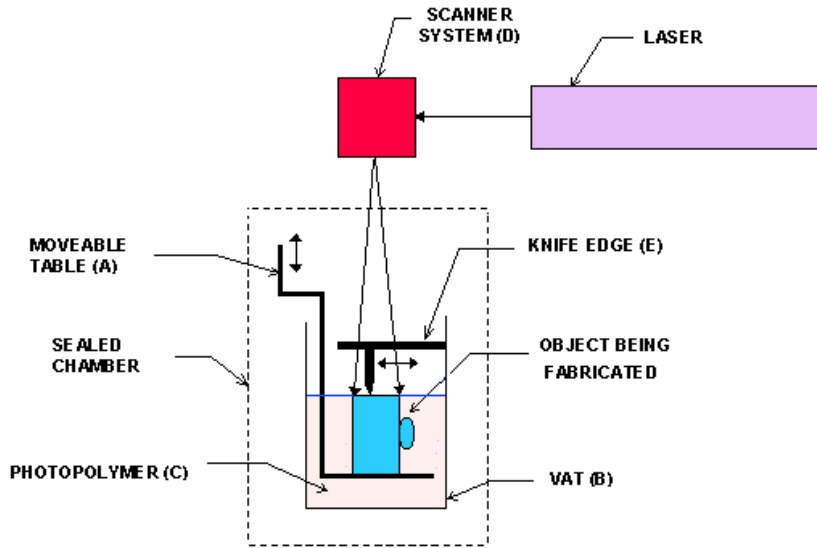 SCANNER
SYSTEM (D)
LASER
MOVEABLE
TABLE (A)
KNIFE EDGE (E)
SEALED
CHAMBER
OBJECT BEING
FABRICATED
PHOTOPOLYMER (C)
VAT (B)